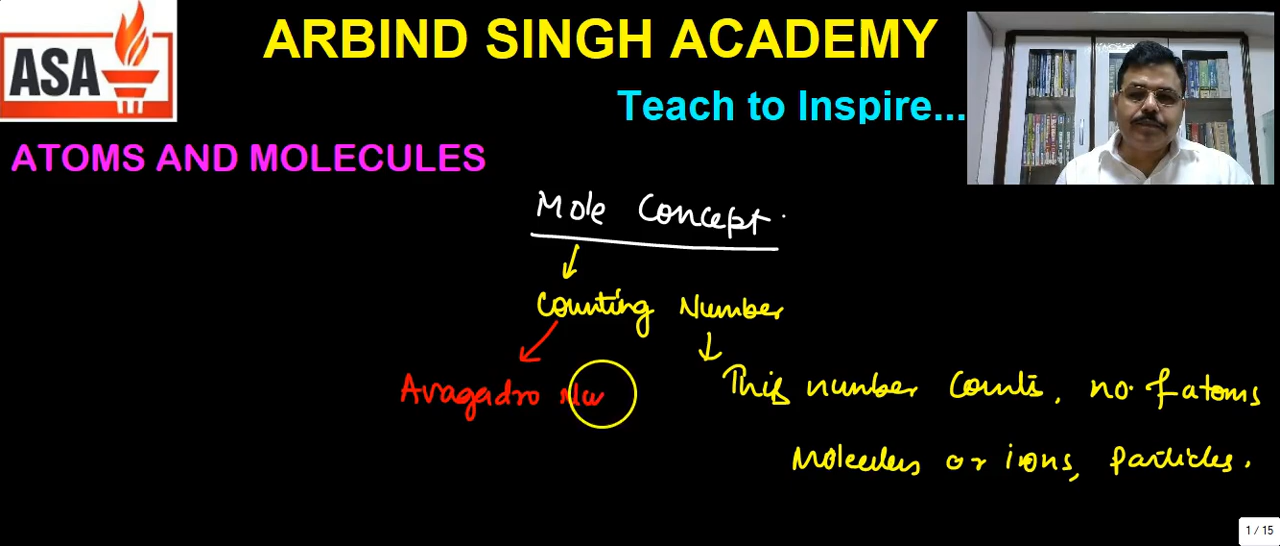 ASA
ARBIND SINGH ACADEMY
Teach to Inspire...
ATOMS AND MOLECULES
Mole Concept.
Counting Number
Avagadro
This number counts, no. of atoms
Molecules or ions, particles.
1 / 15